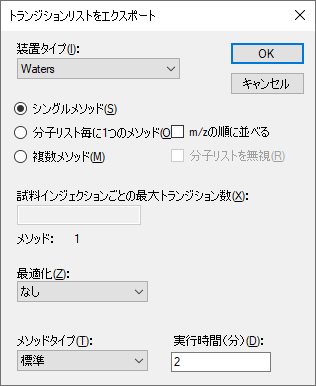 トランジションリストをエクスポート
装置タイプ(I):
Waters
OK
キャンセル
シングルメソッド(S)
分子リスト毎に1つのメソッド(O
m/zの順に並べる
複数メソッド(M)
分子リストを無視(R)
試料インジェクションごとの最大トランジション数(X):
メソッド: 1
最適化(Z):
なし
メソッドタイプ(T):
実行時間（分）(D):
標準
2